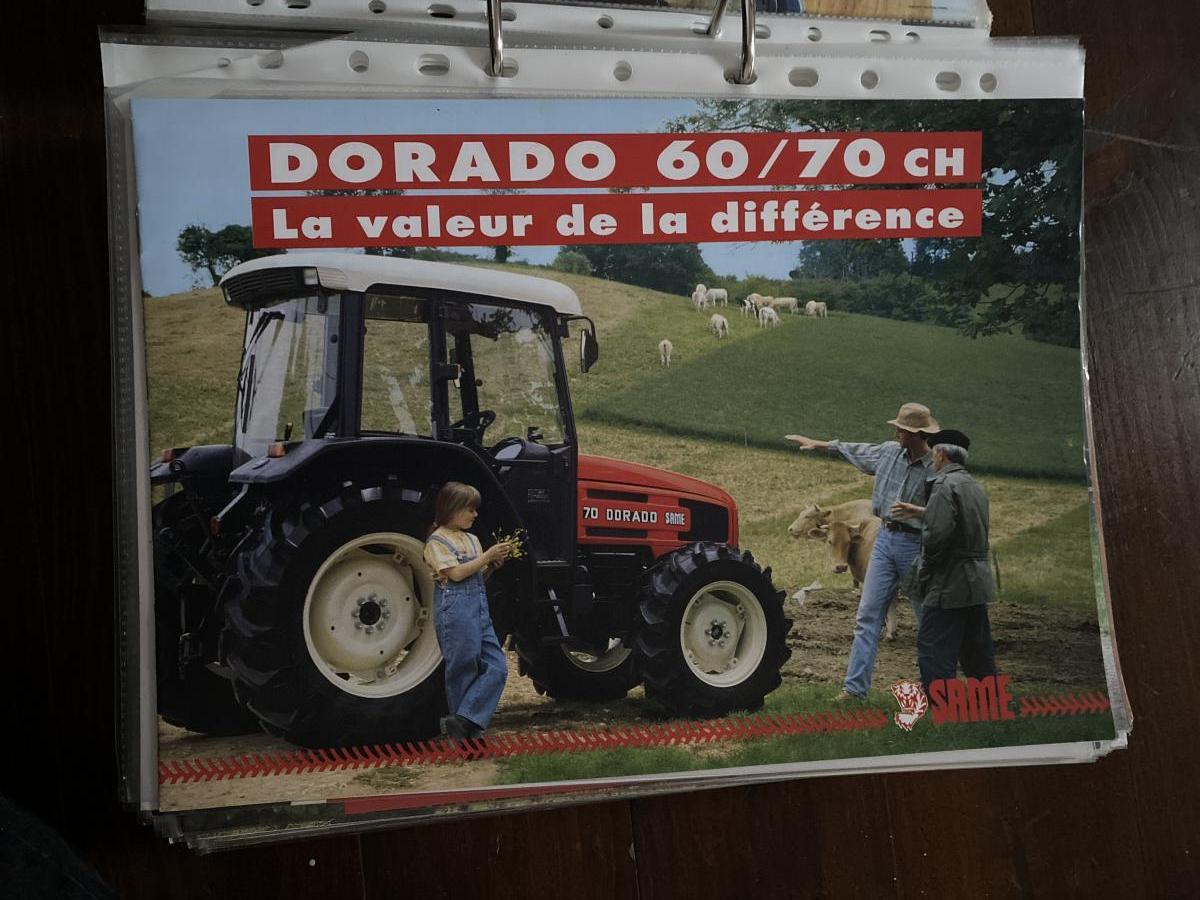 DORADO 60/70 CH
La valeur de la différence
70 DORADO SAME
SAME